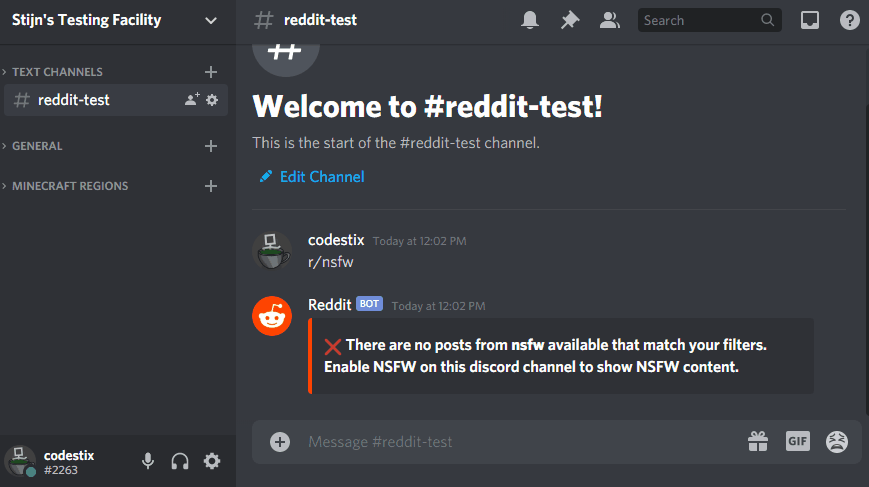 Stijn's Testing Facility
# reddit-test
Search
TEXT CHANNELS
# reddit-test
GENERAL
MINECRAFT REGIONS
Welcome to #reddit-test!
This is the start of the #reddit-test channel.
Edit Channel
codestix Today at 12:02 PM
r/nsfw
Reddit BOT Today at 12:02 PM
❌ There are no posts from nsfw available that match your filters.
Enable NSFW on this discord channel to show NSFW content.
Message #reddit-test
GIF
codestix
#2263